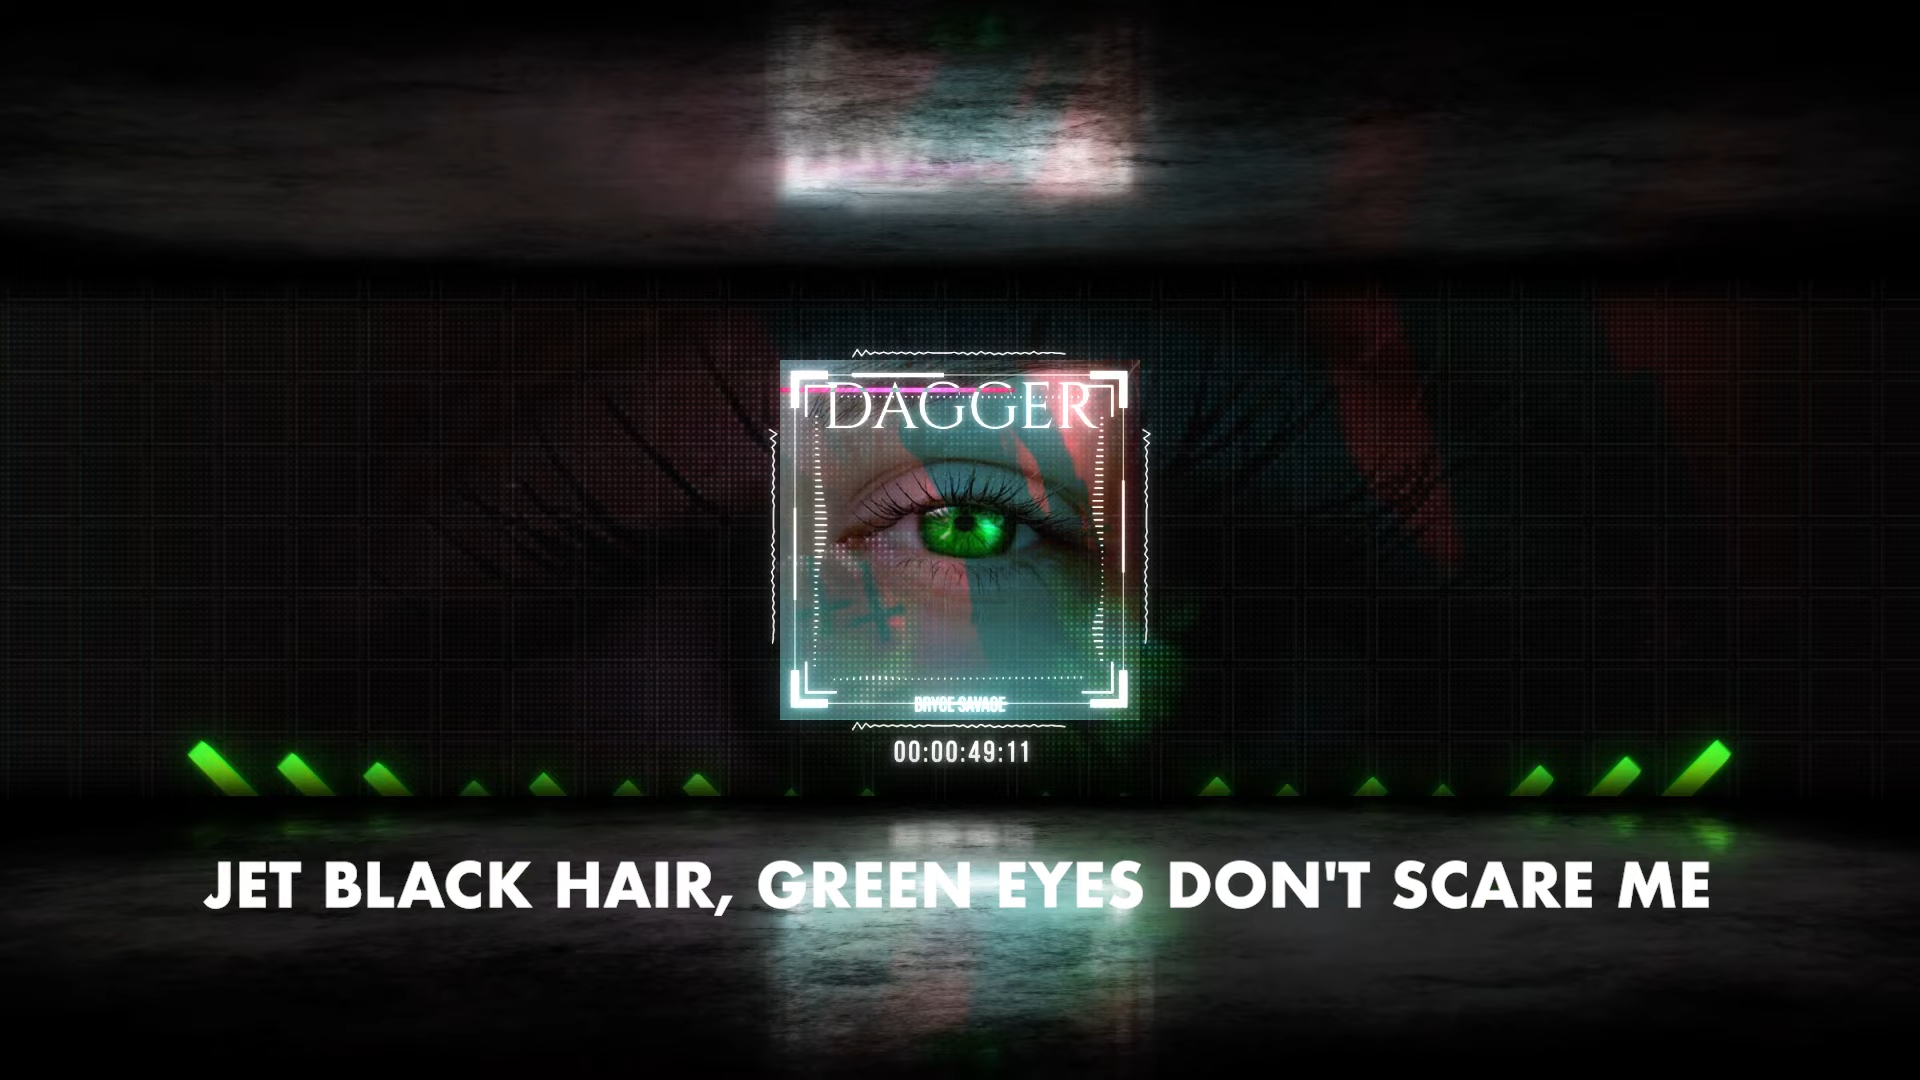 DAGGER
BRYCE SAVAGE
00:00:49:11
JET BLACK HAIR, GREEN EYES DON'T SCARE ME